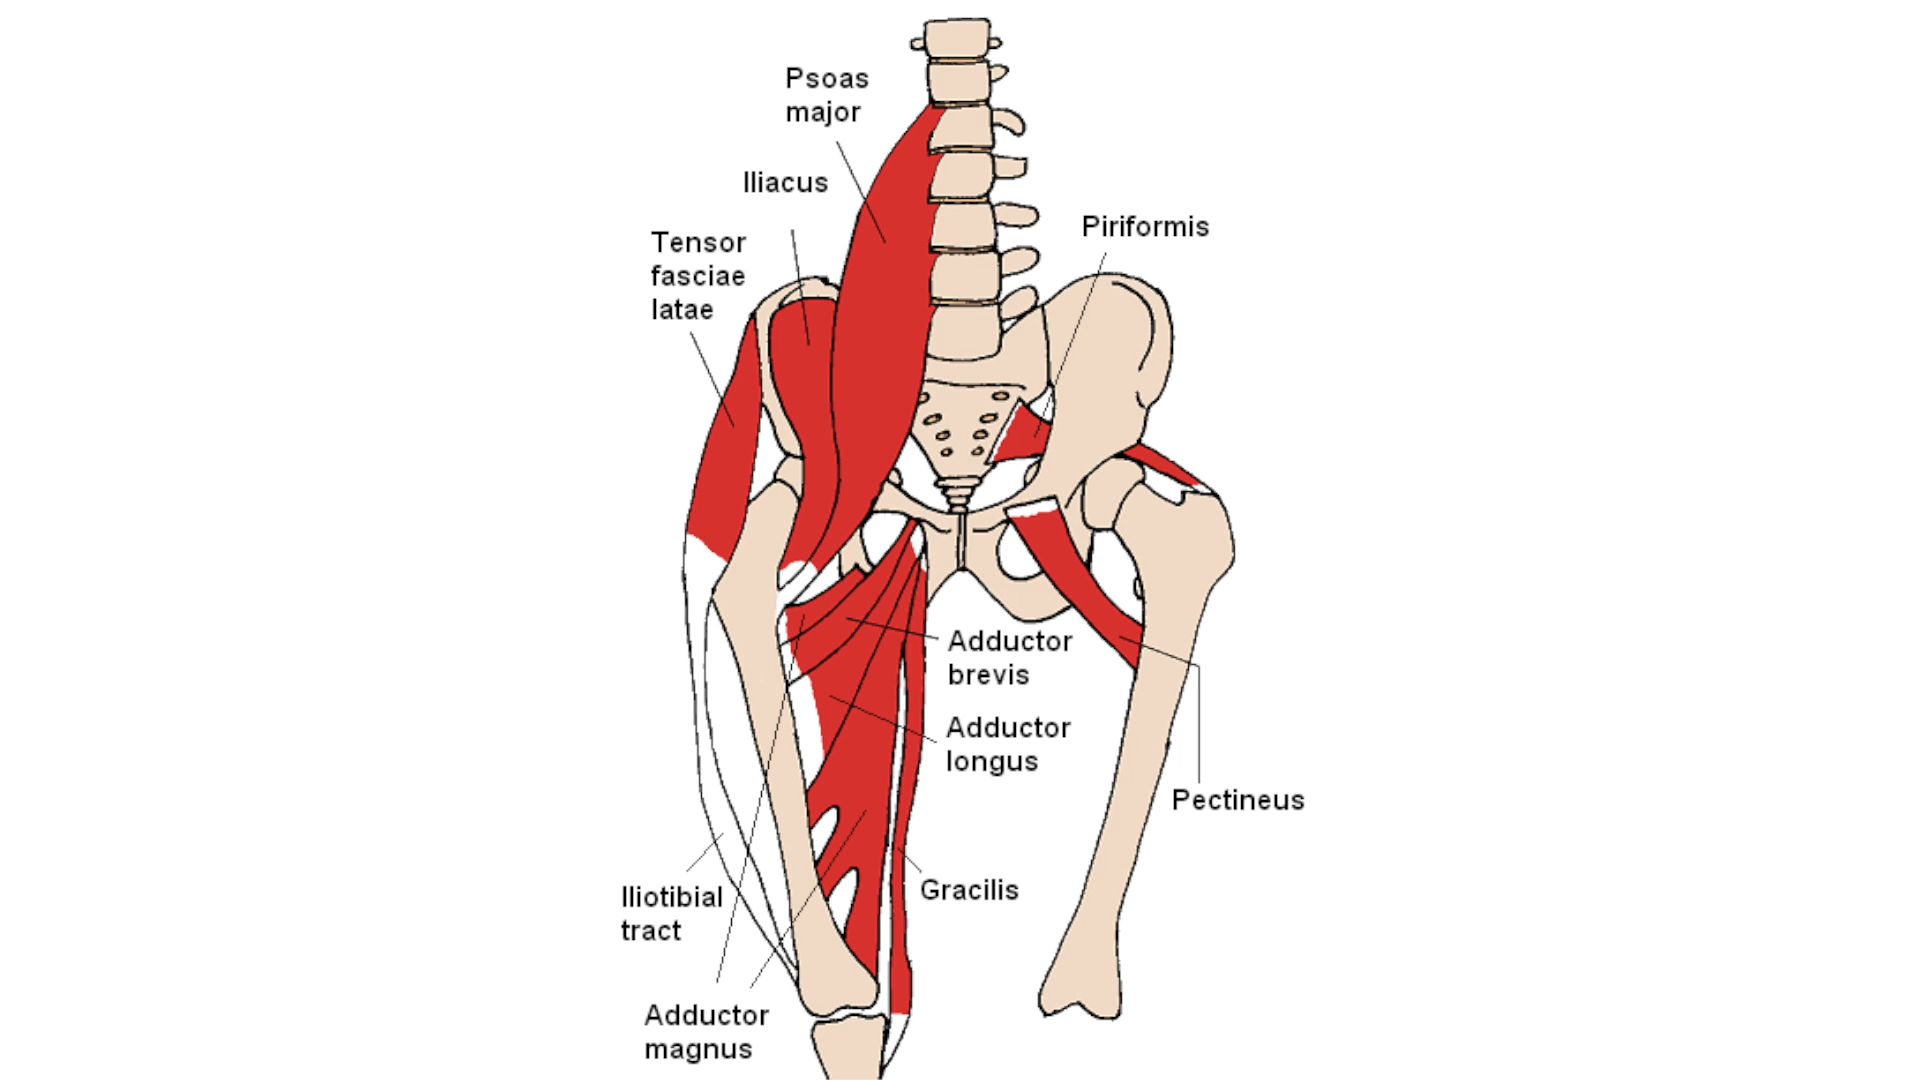 Psoas
major
Iliacus
Tensor
fasciae
latae
Piriformis
Adductor
brevis
Adductor
longus
Pectineus
Gracilis
Iliotibial
tract
Adductor
magnus